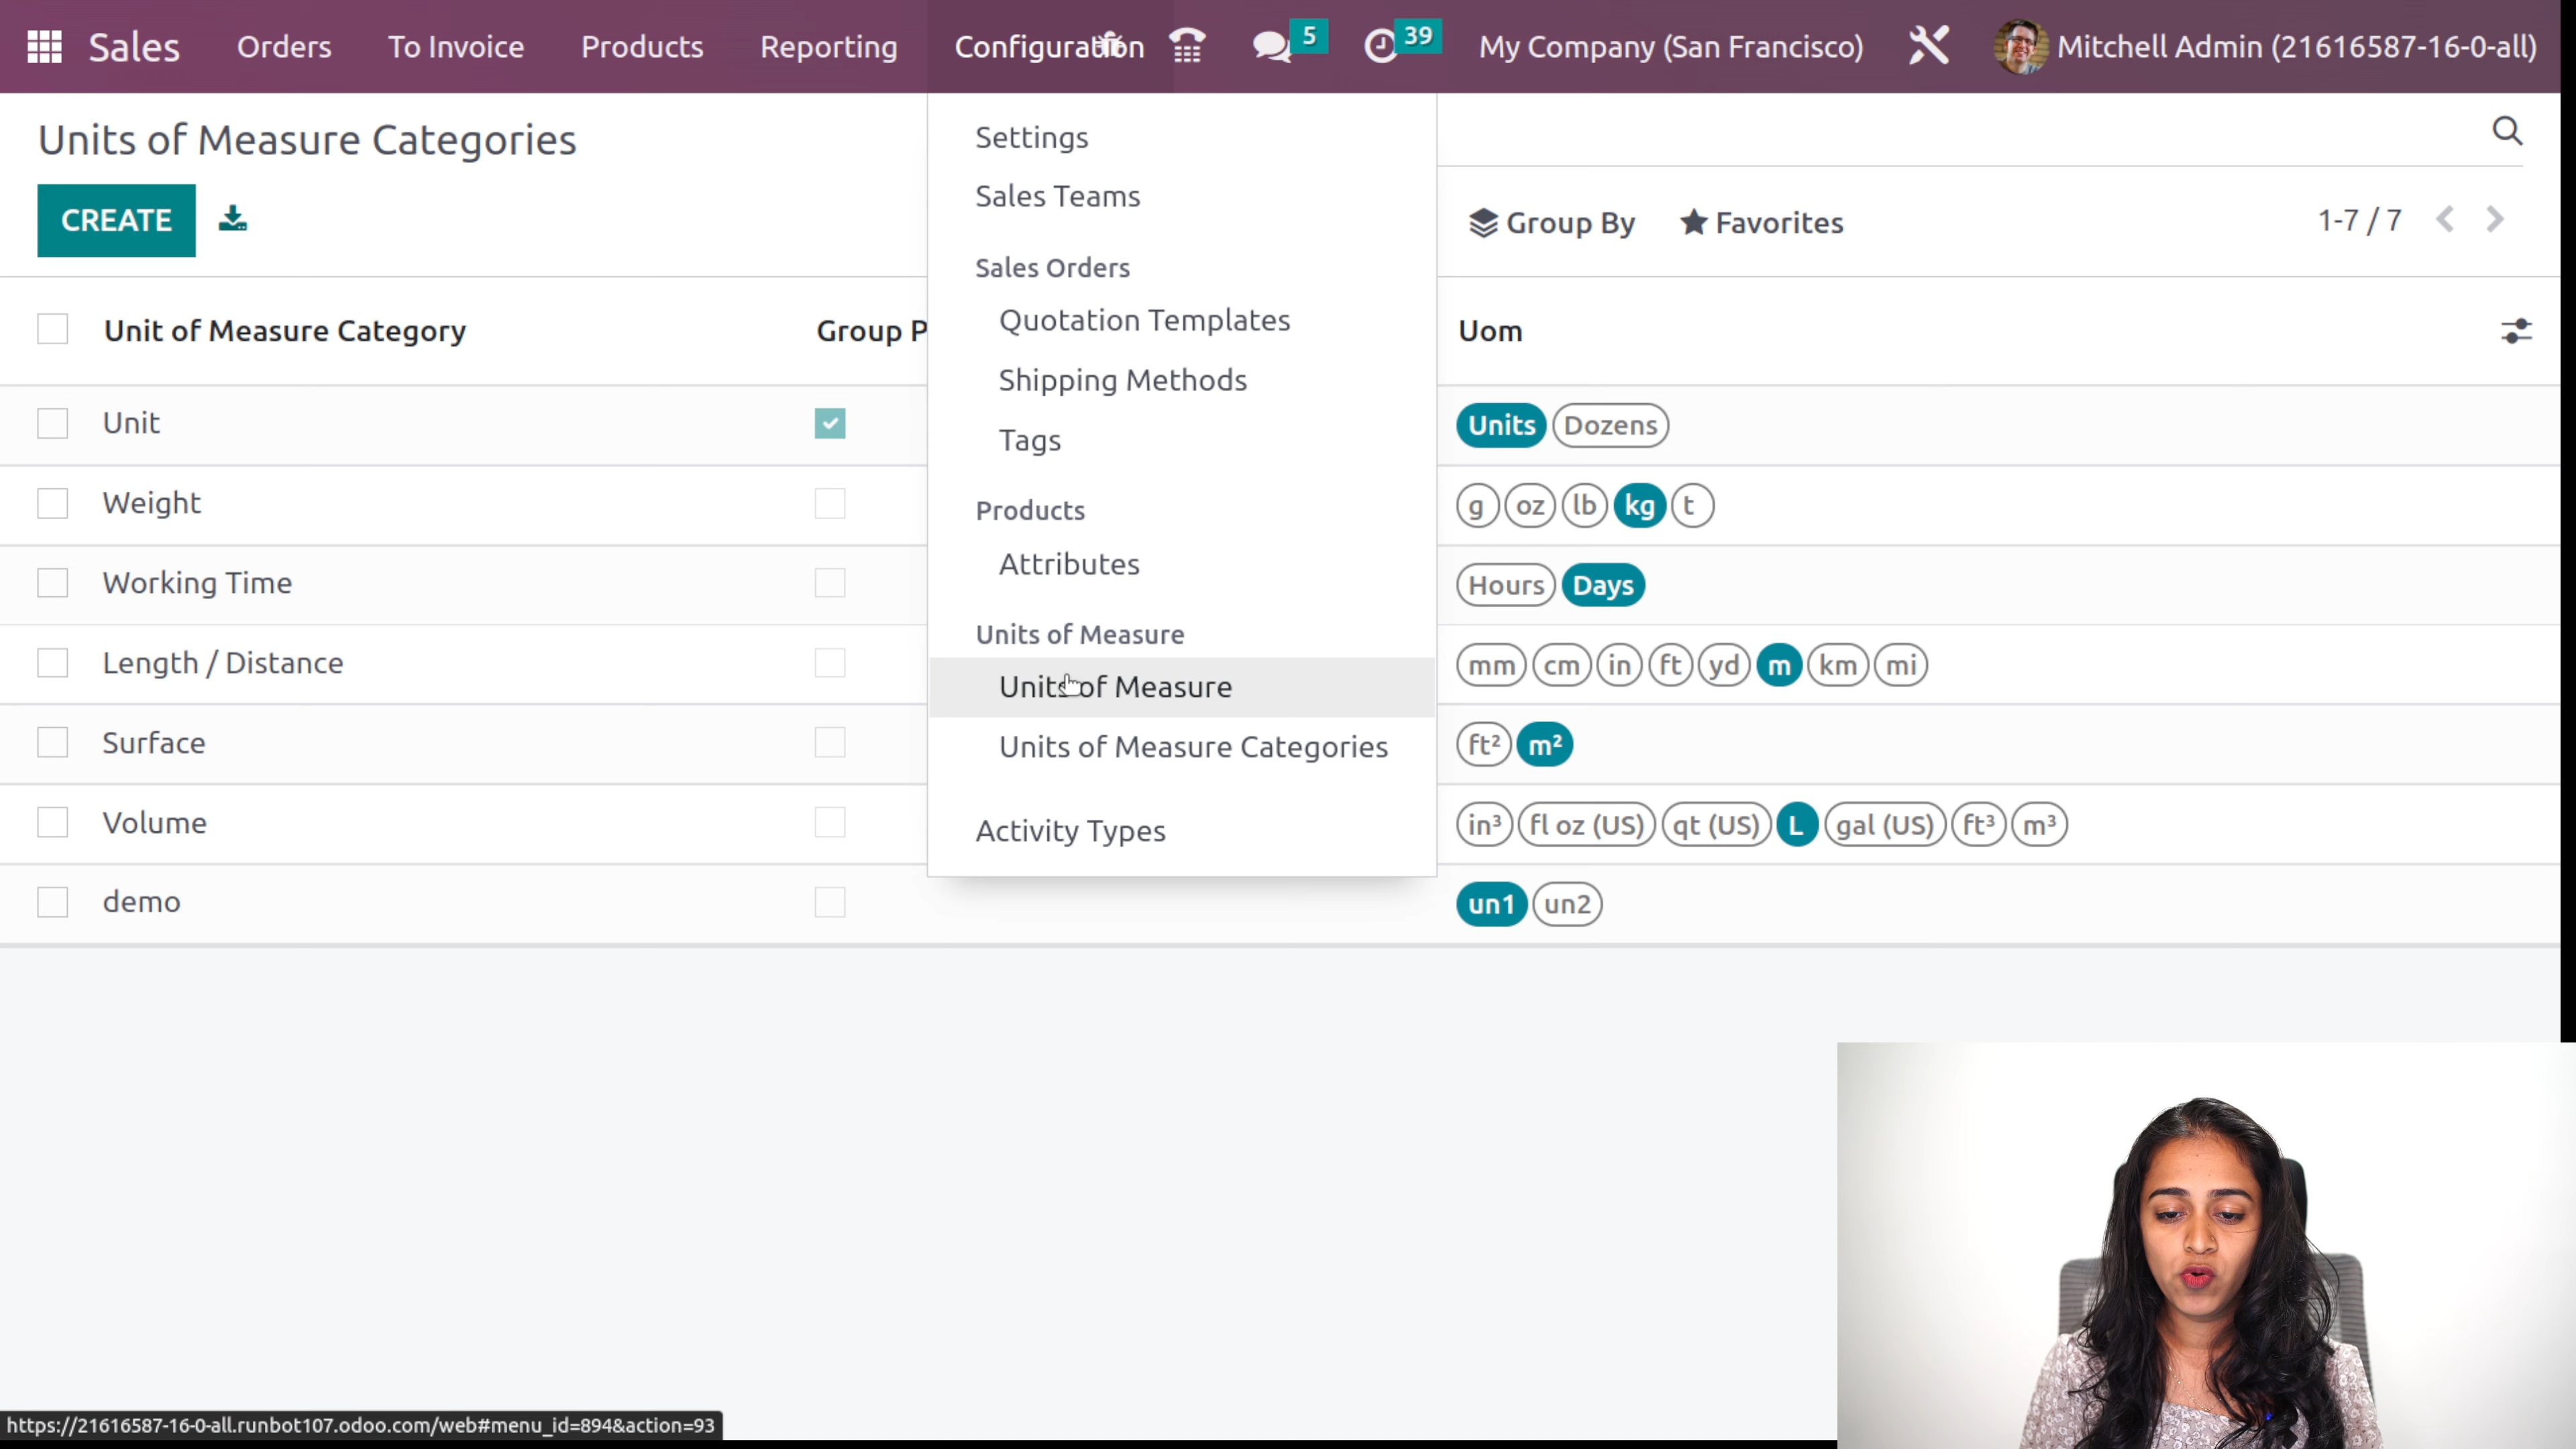 Sales Orders To Invoice Products Reporting Configuration 5 39 My Company (San Francisco) Mitchell Admin (21616587-16-0-all)
Units of Measure Categories
CREATE
Group By Favorites 1-7 / 7
Settings
Sales Teams
Sales Orders
Quotation Templates
Shipping Methods
Tags
Products
Attributes
Units of Measure
Units of Measure
Units of Measure Categories
Activity Types
Unit of Measure Category Group P Uom
Unit Units Dozens
Weight g oz lb kg t
Working Time Hours Days
Length / Distance mm cm in ft yd m km mi
Surface ft² m²
Volume in³ fl oz (US) qt (US) L gal (US) ft³ m³
demo un1 un2
https://21616587-16-0-all.runbot107.odoo.com/web#menu_id=894&action=93